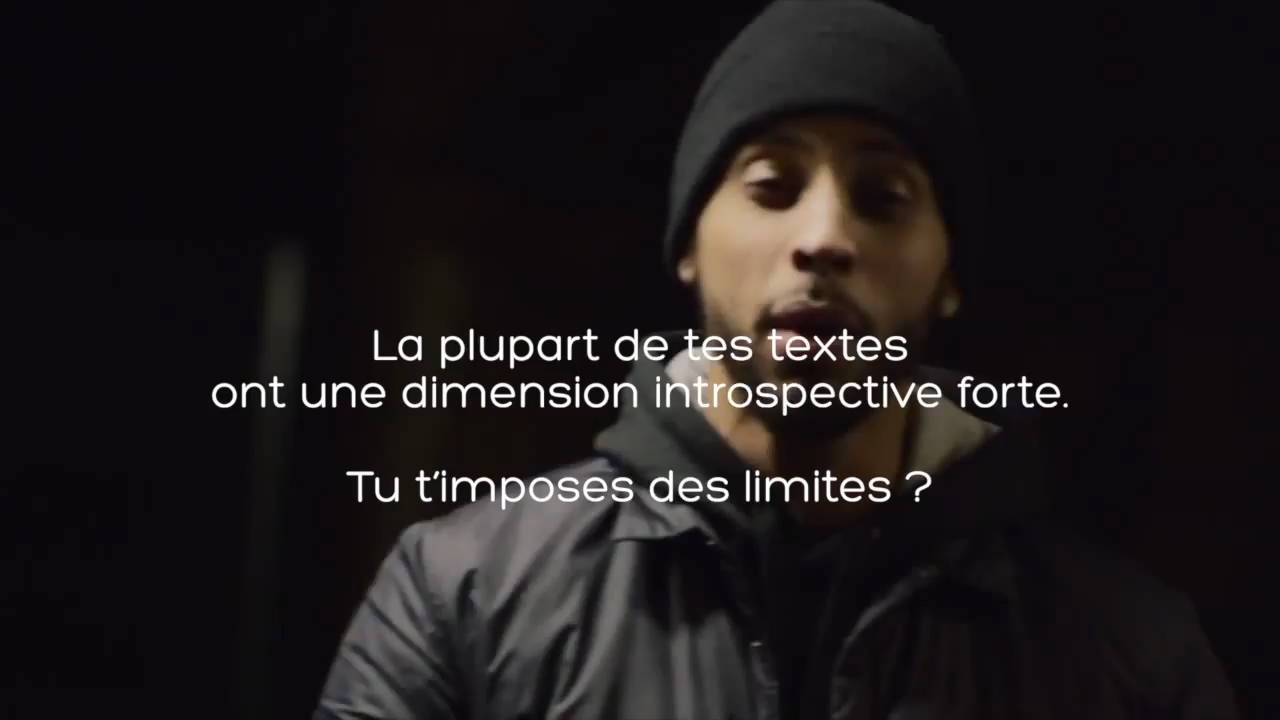 La plupart de tes textes
ont une dimension introspective forte.
Tu t'imposes des limites ?